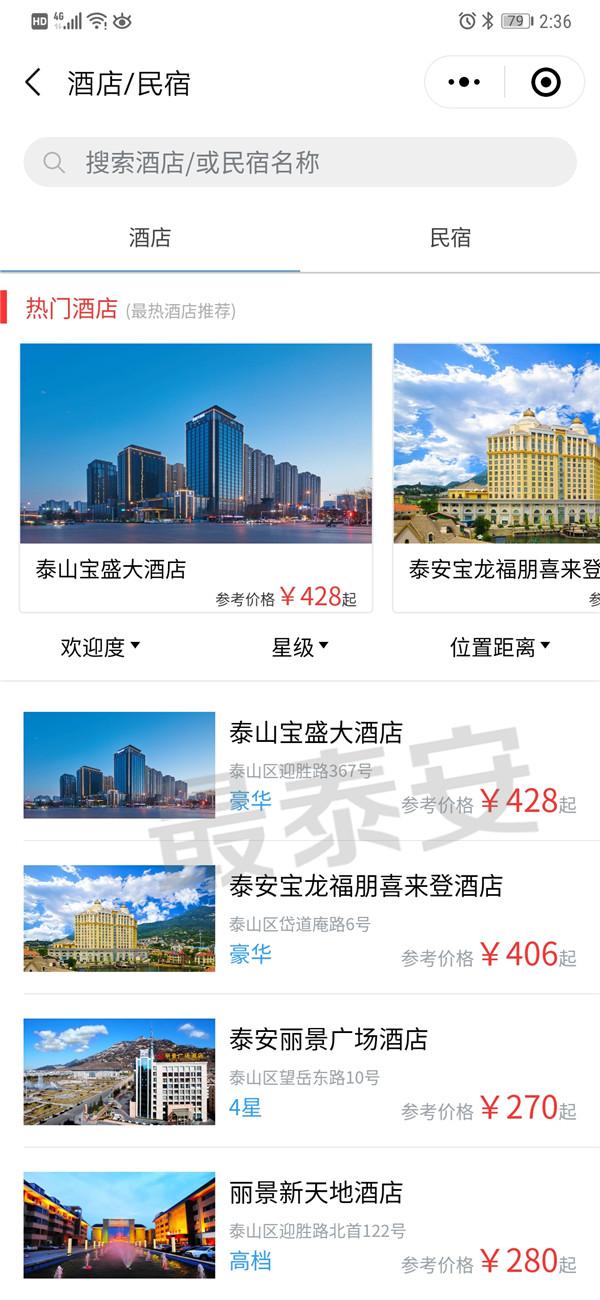 HD 4G 79 2:36
酒店/民宿
搜索酒店/或民宿名称
酒店 民宿
热门酒店 (最热酒店推荐)
泰山宝盛大酒店
参考价格￥428起
泰安宝龙福朋喜来登
参
欢迎度 星级 位置距离
泰山宝盛大酒店
泰山区迎胜路367号
豪华 参考价格￥428起
最泰安
泰安宝龙福朋喜来登酒店
泰山区岱道庵路6号
豪华 参考价格￥406起
泰安丽景广场酒店
泰山区望岳东路10号
4星 参考价格￥270起
丽景新天地酒店
泰山区迎胜路北首122号
高档 参考价格￥280起